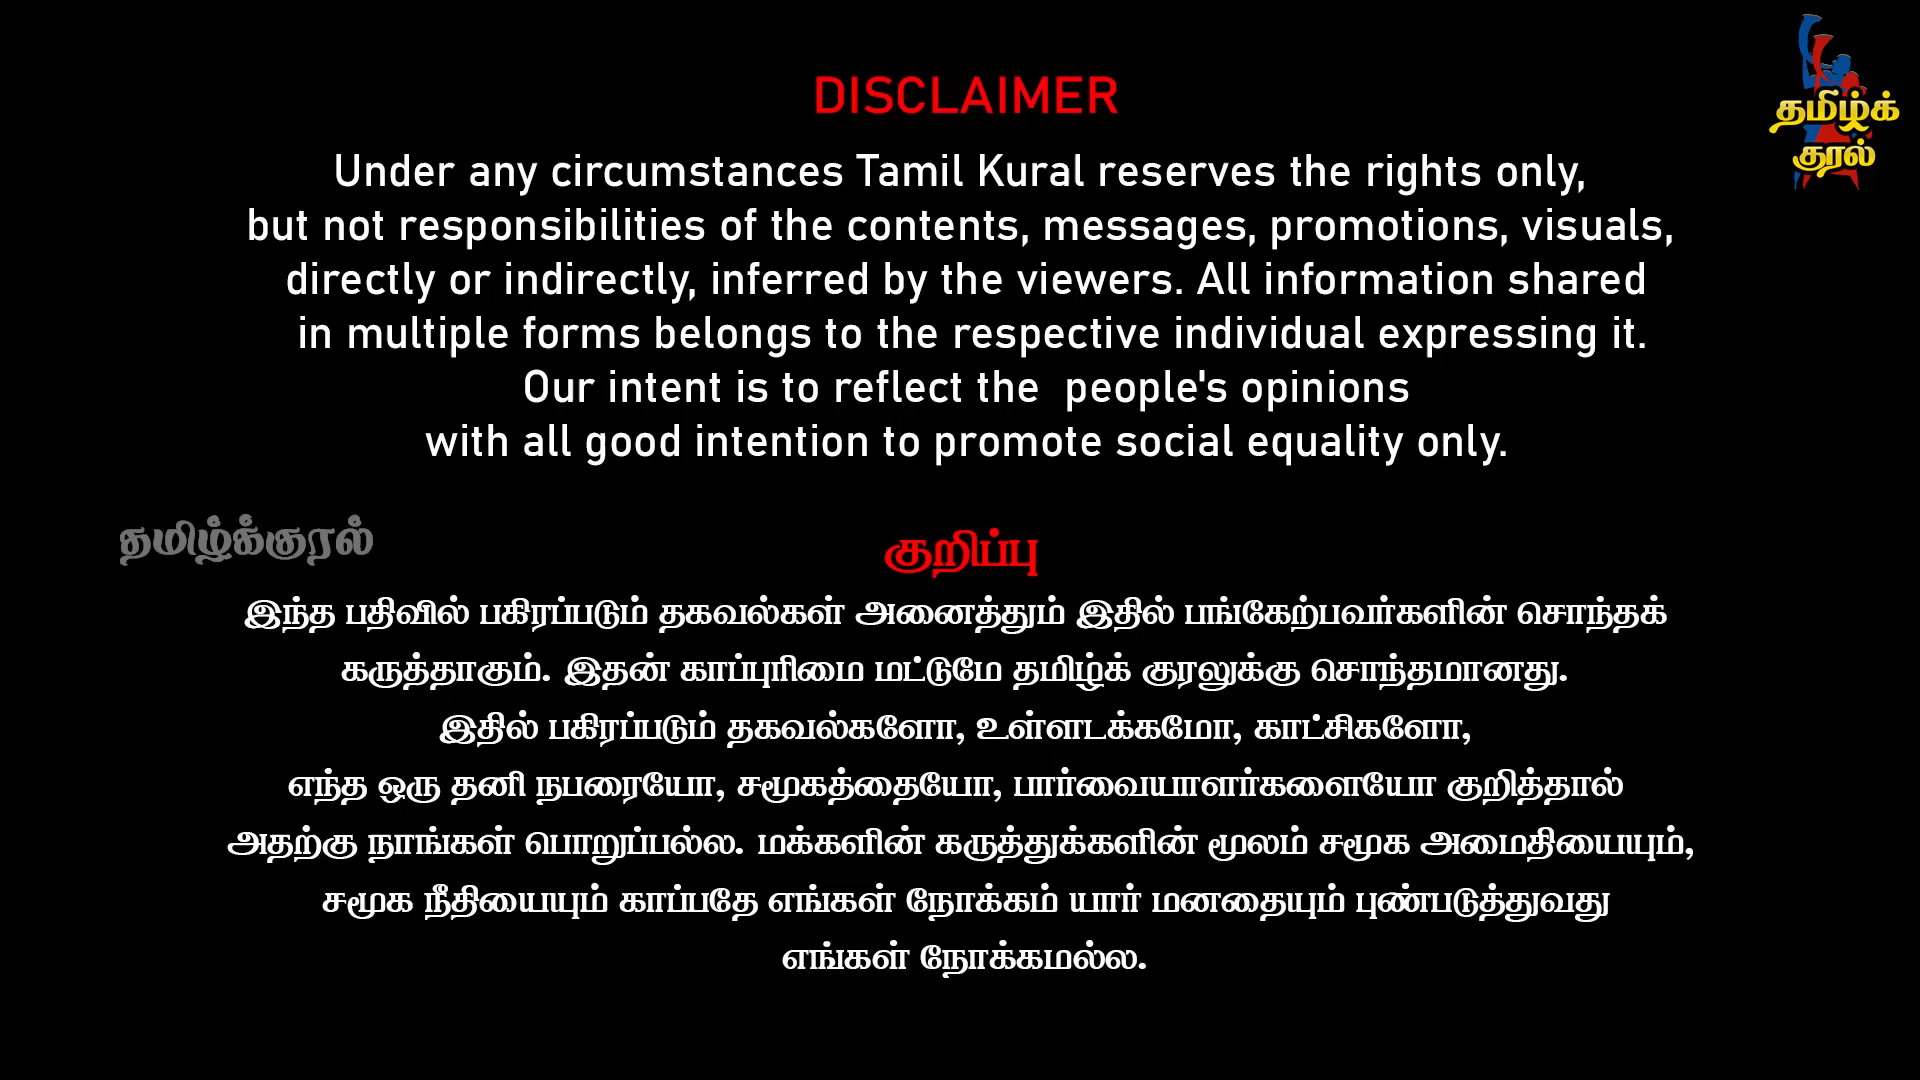 தமிழ்க்
குரல்
DISCLAIMER
Under any circumstances Tamil Kural reserves the rights only,
but not responsibilities of the contents, messages, promotions, visuals,
directly or indirectly, inferred by the viewers. All information shared
in multiple forms belongs to the respective individual expressing it.
Our intent is to reflect the  people's opinions
with all good intention to promote social equality only.
தமிழ்க்குரல்
குறிப்பு
இந்த பதிவில் பகிரப்படும் தகவல்கள் அனைத்தும் இதில் பங்கேற்பவர்களின் சொந்தக்
கருத்தாகும். இதன் காப்புரிமை மட்டுமே தமிழ்க் குரலுக்கு சொந்தமானது.
இதில் பகிரப்படும் தகவல்களோ, உள்ளடக்கமோ, காட்சிகளோ,
எந்த ஒரு தனி நபரையோ, சமூகத்தையோ, பார்வையாளர்களையோ குறித்தால்
அதற்கு நாங்கள் பொறுப்பல்ல. மக்களின் கருத்துக்களின் மூலம் சமூக அமைதியையும்,
சமூக நீதியையும் காப்பதே எங்கள் நோக்கம் யார் மனதையும் புண்படுத்துவது
எங்கள் நோக்கமல்ல.